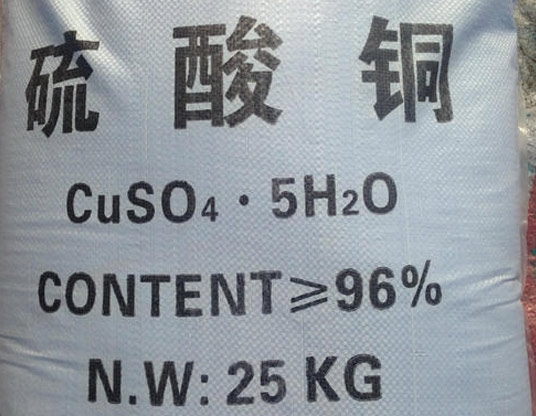 硫酸铜
CuSO₄·5H₂O
CONTENT≥96%
N.W: 25 KG